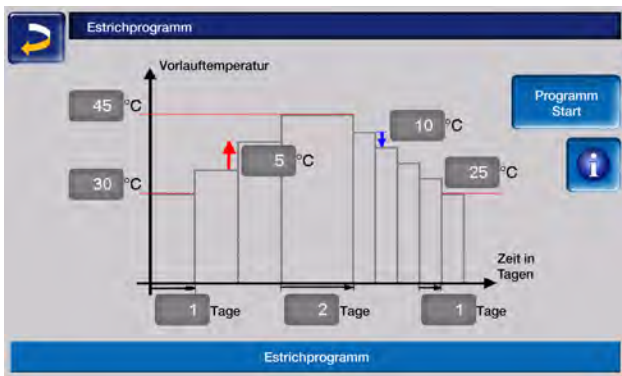 Estrichprogramm
Vorlauftemperatur
45 °C
Programm
Start
10 °C
5 °C
30 °C
25 °C
Zeit in
Tagen
1 Tage
2 Tage
1 Tage
Estrichprogramm